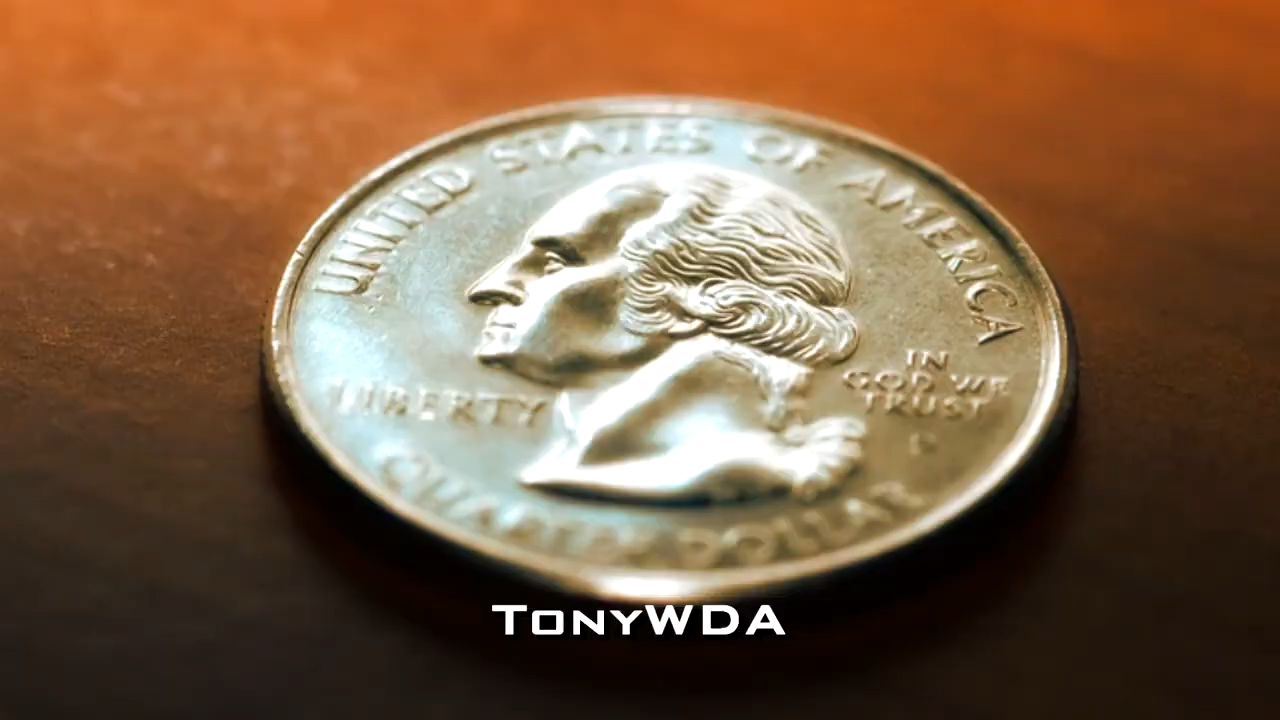 UNITED STATES OF AMERICA
LIBERTY
IN
GOD WE
TRUST
QUARTER DOLLAR
TonyWDA